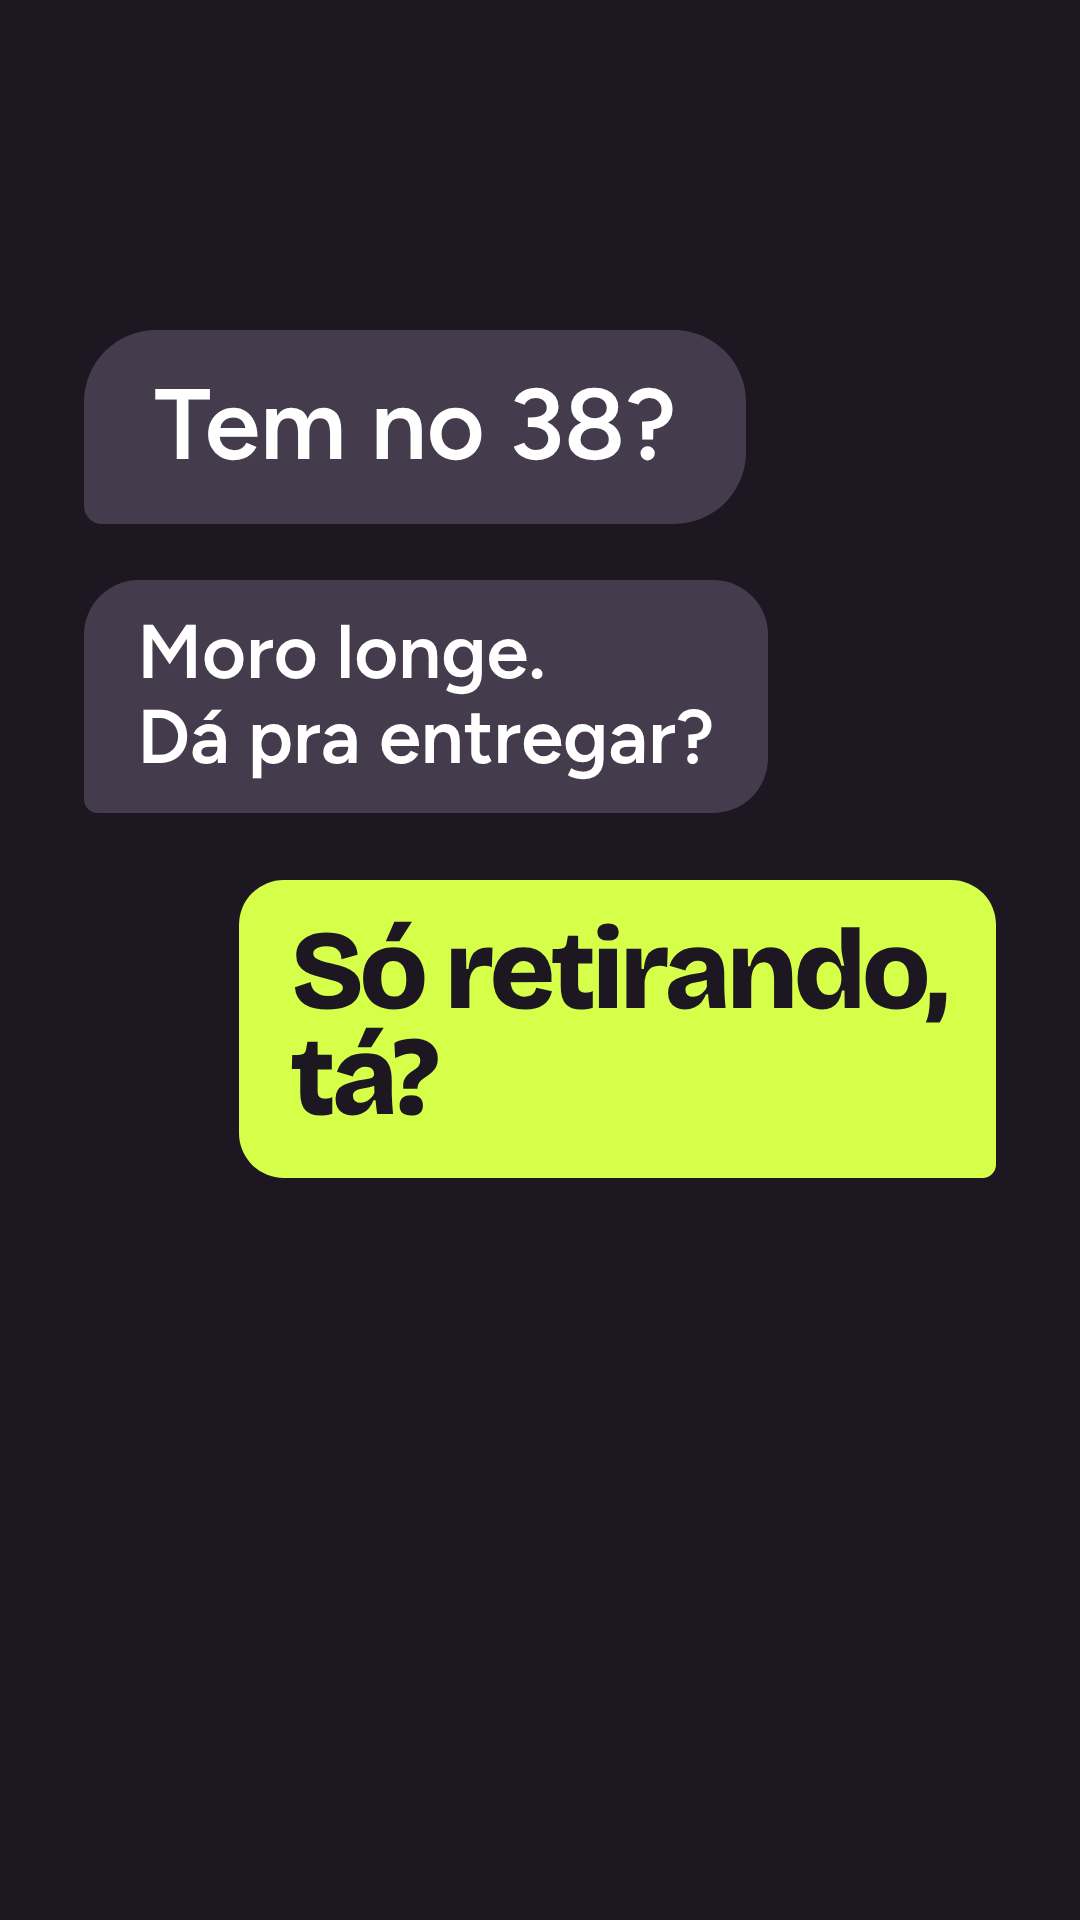 Tem no 38?
Moro longe.
Dá pra entregar?
Só retirando,
tá?